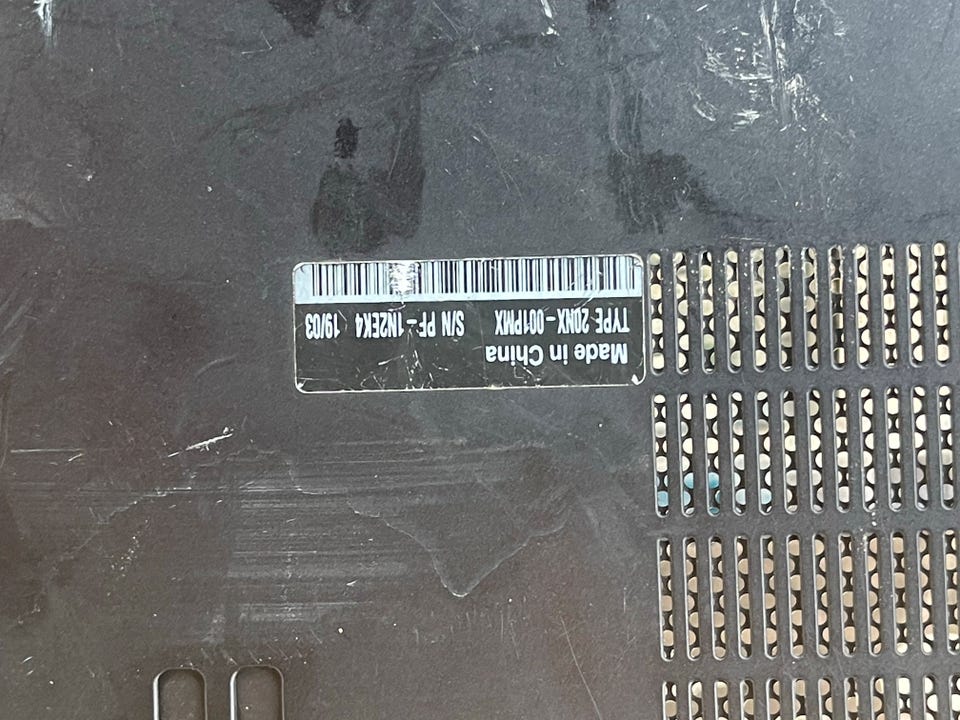 Made in China
TYPE 20NX-001PMX S/N PF-1N2EK4 19/03